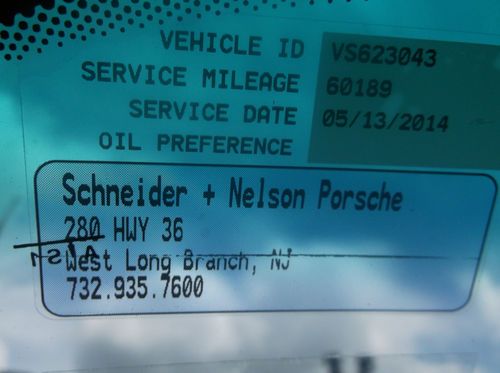 VEHICLE ID VS623043
SERVICE MILEAGE 60189
SERVICE DATE 05/13/2014
OIL PREFERENCE
Schneider + Nelson Porsche
280 HWY 36
West Long Branch, NJ
732.935.7600